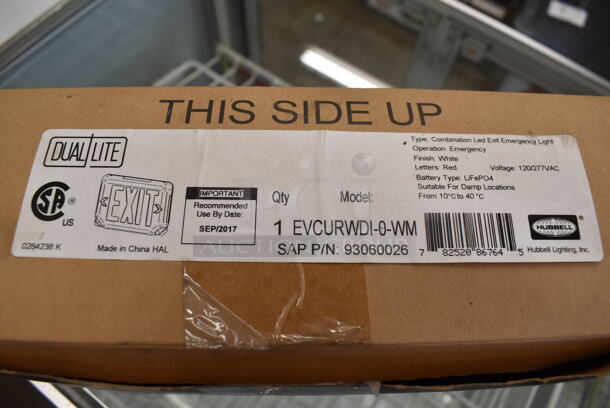 THIS SIDE UP
DUAL LITE
SA
US
EXIT
0284238 K
Made in China HAL
IMPORTANT
Recommended
Use By Date:
SEP/2017
Qty Model:
1 EVCURWDI-0-WM
SAP P/N: 93060026
Type: Combination Led Exit Emergency Light
Operation: Emergency
Finish: White
Letters: Red Voltage: 120/277VAC
Battery Type: LiFePO4
Suitable For Damp Locations
From 10°C to 40 °C
7 82520 86764 5
HUBBELL
Hubbell Lighting, Inc.